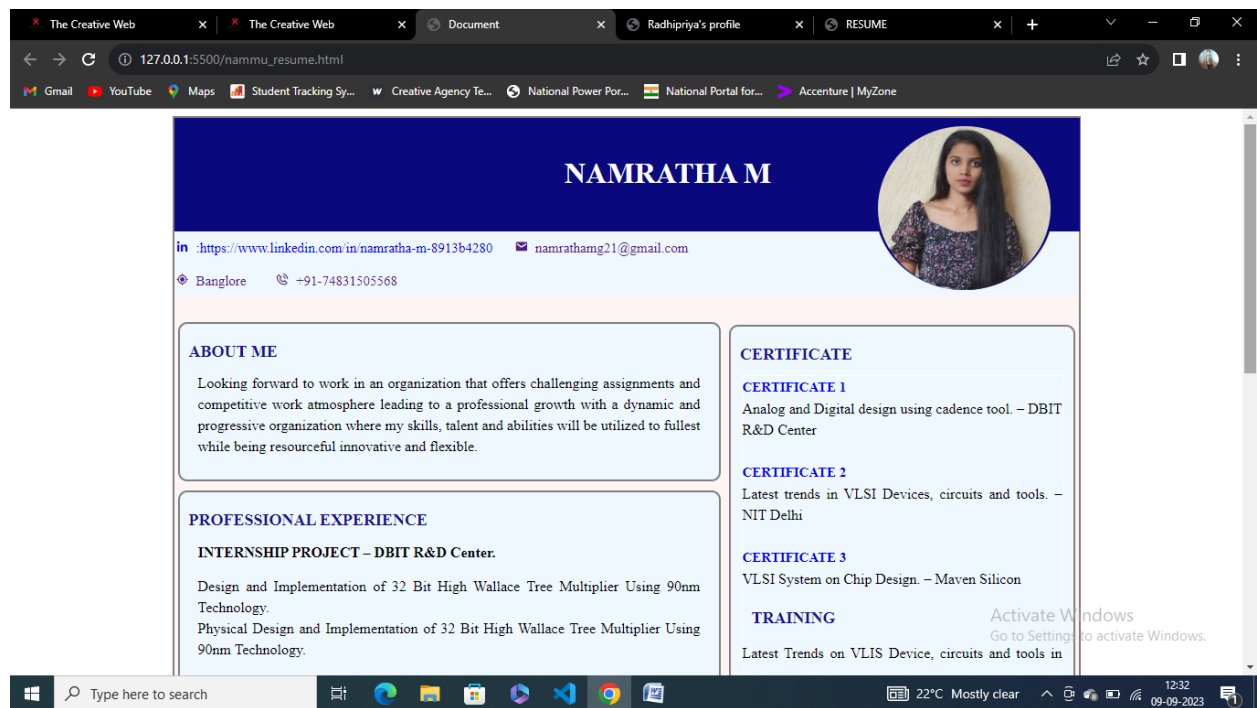 The Creative Web
The Creative Web
Document
Radhipriya's profile
RESUME
127.0.0.1:5500/nammu_resume.html
Gmail
YouTube
Maps
Student Tracking Sy...
Creative Agency Te...
National Power Por...
National Portal for...
Accenture | MyZone
NAMRATHA M
in :https://www.linkedin.com/in/namratha-m-8913b4280 namrathamg21@gmail.com
Banglore +91-74831505568
ABOUT ME
Looking forward to work in an organization that offers challenging assignments and
competitive work atmosphere leading to a professional growth with a dynamic and
progressive organization where my skills, talent and abilities will be utilized to fullest
while being resourceful innovative and flexible.
PROFESSIONAL EXPERIENCE
INTERNSHIP PROJECT – DBIT R&D Center.
Design and Implementation of 32 Bit High Wallace Tree Multiplier Using 90nm
Technology.
Physical Design and Implementation of 32 Bit High Wallace Tree Multiplier Using
90nm Technology.
CERTIFICATE
CERTIFICATE 1
Analog and Digital design using cadence tool. – DBIT
R&D Center
CERTIFICATE 2
Latest trends in VLSI Devices, circuits and tools. –
NIT Delhi
CERTIFICATE 3
VLSI System on Chip Design. – Maven Silicon
TRAINING
Latest Trends on VLIS Device, circuits and tools in
Activate Windows
Go to Settings to activate Windows.
Type here to search
22°C Mostly clear
12:32
09-09-2023
1